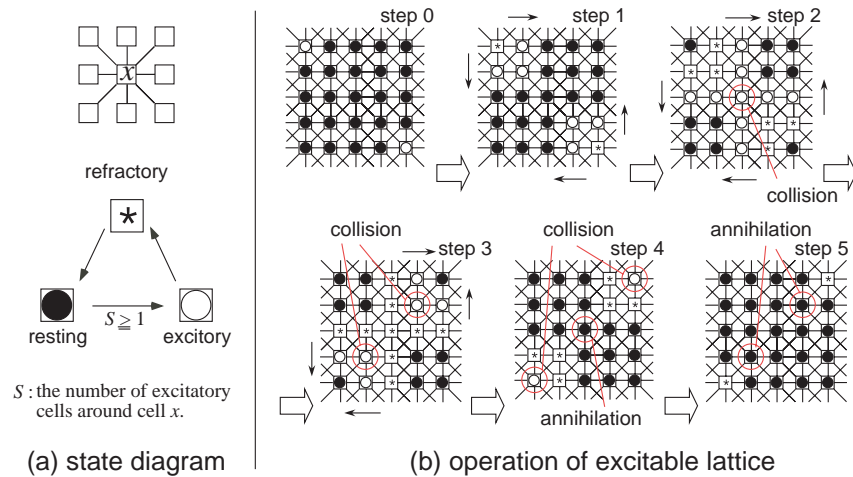 x
refractory
*
resting
S ≧ 1
excitory
S : the number of excitatory
cells around cell x.
(a) state diagram
step 0
step 1
step 2
collision
collision
step 3
collision
step 4
annihilation
annihilation
step 5
(b) operation of excitable lattice